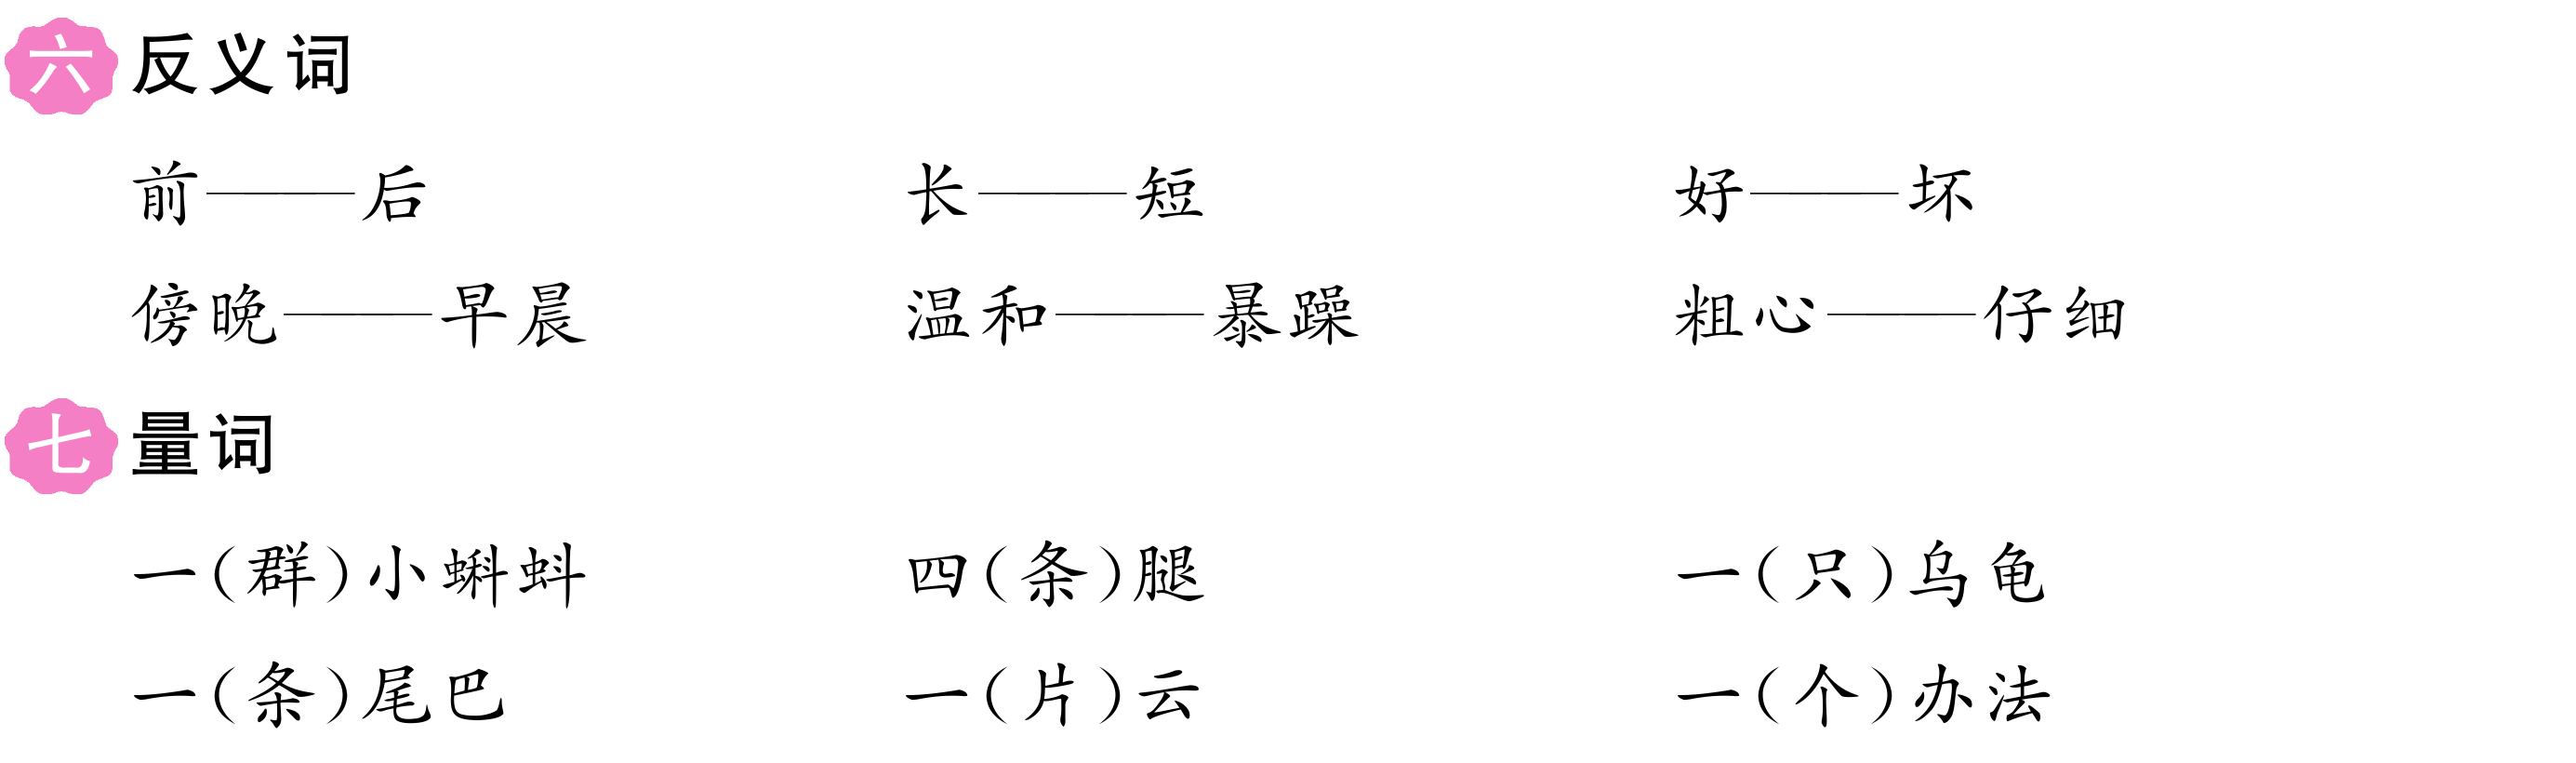 六 反义词
前——后 长——短 好——坏
傍晚——早晨 温和——暴躁 粗心——仔细
七 量词
一(群)小蝌蚪 四(条)腿 一(只)乌龟
一(条)尾巴 一(片)云 一(个)办法